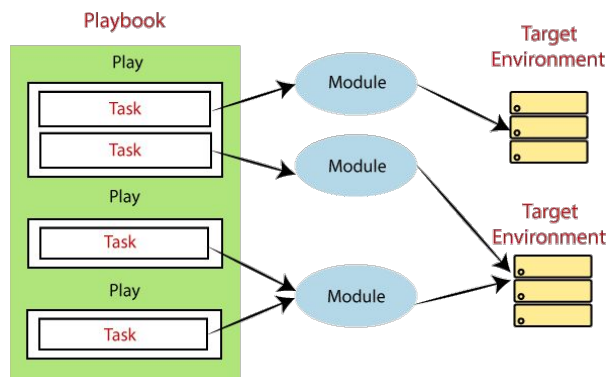 Playbook
Play
Task
Task
Play
Task
Play
Task
Module
Module
Module
Target
Environment
Target
Environment